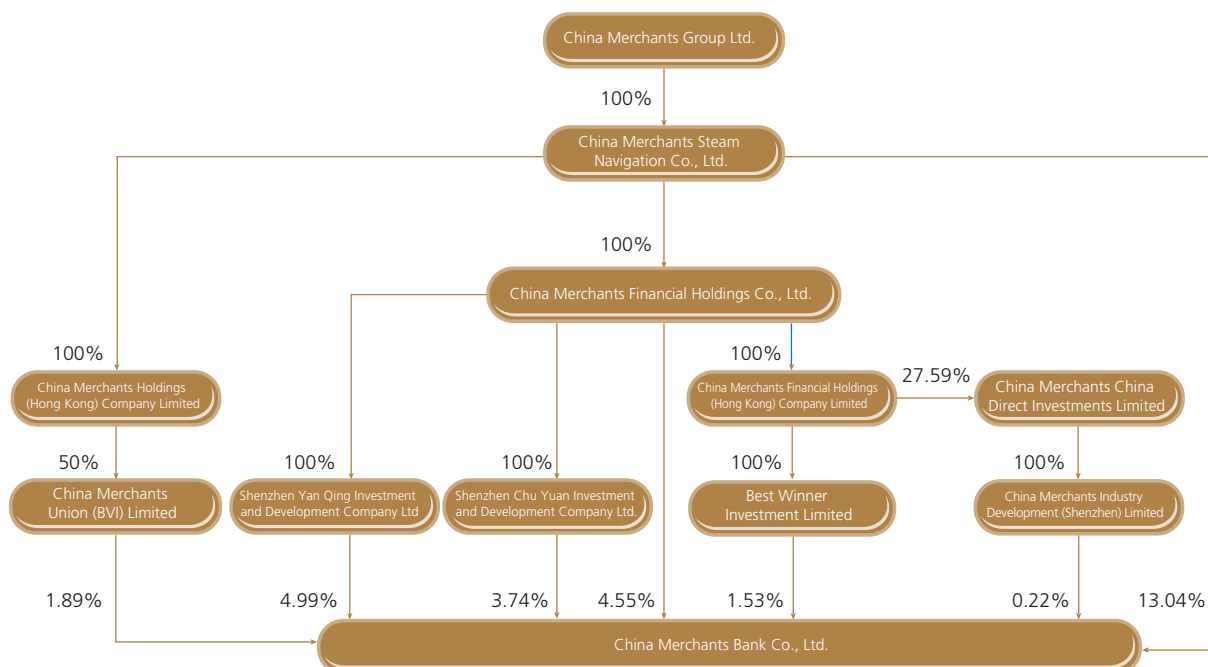 China Merchants Group Ltd.
100%
China Merchants Steam
Navigation Co., Ltd.
100%
China Merchants Financial Holdings Co., Ltd.
100%
100%
27.59%
China Merchants Holdings
(Hong Kong) Company Limited
China Merchants Financial Holdings
(Hong Kong) Company Limited
China Merchants China
Direct Investments Limited
50%
100%
100%
100%
100%
China Merchants
Union (BVI) Limited
Shenzhen Yan Qing Investment
and Development Company Ltd
Shenzhen Chu Yuan Investment
and Development Company Ltd.
Best Winner
Investment Limited
China Merchants Industry
Development (Shenzhen) Limited
1.89%
4.99%
3.74%
4.55%
1.53%
0.22%
13.04%
China Merchants Bank Co., Ltd.